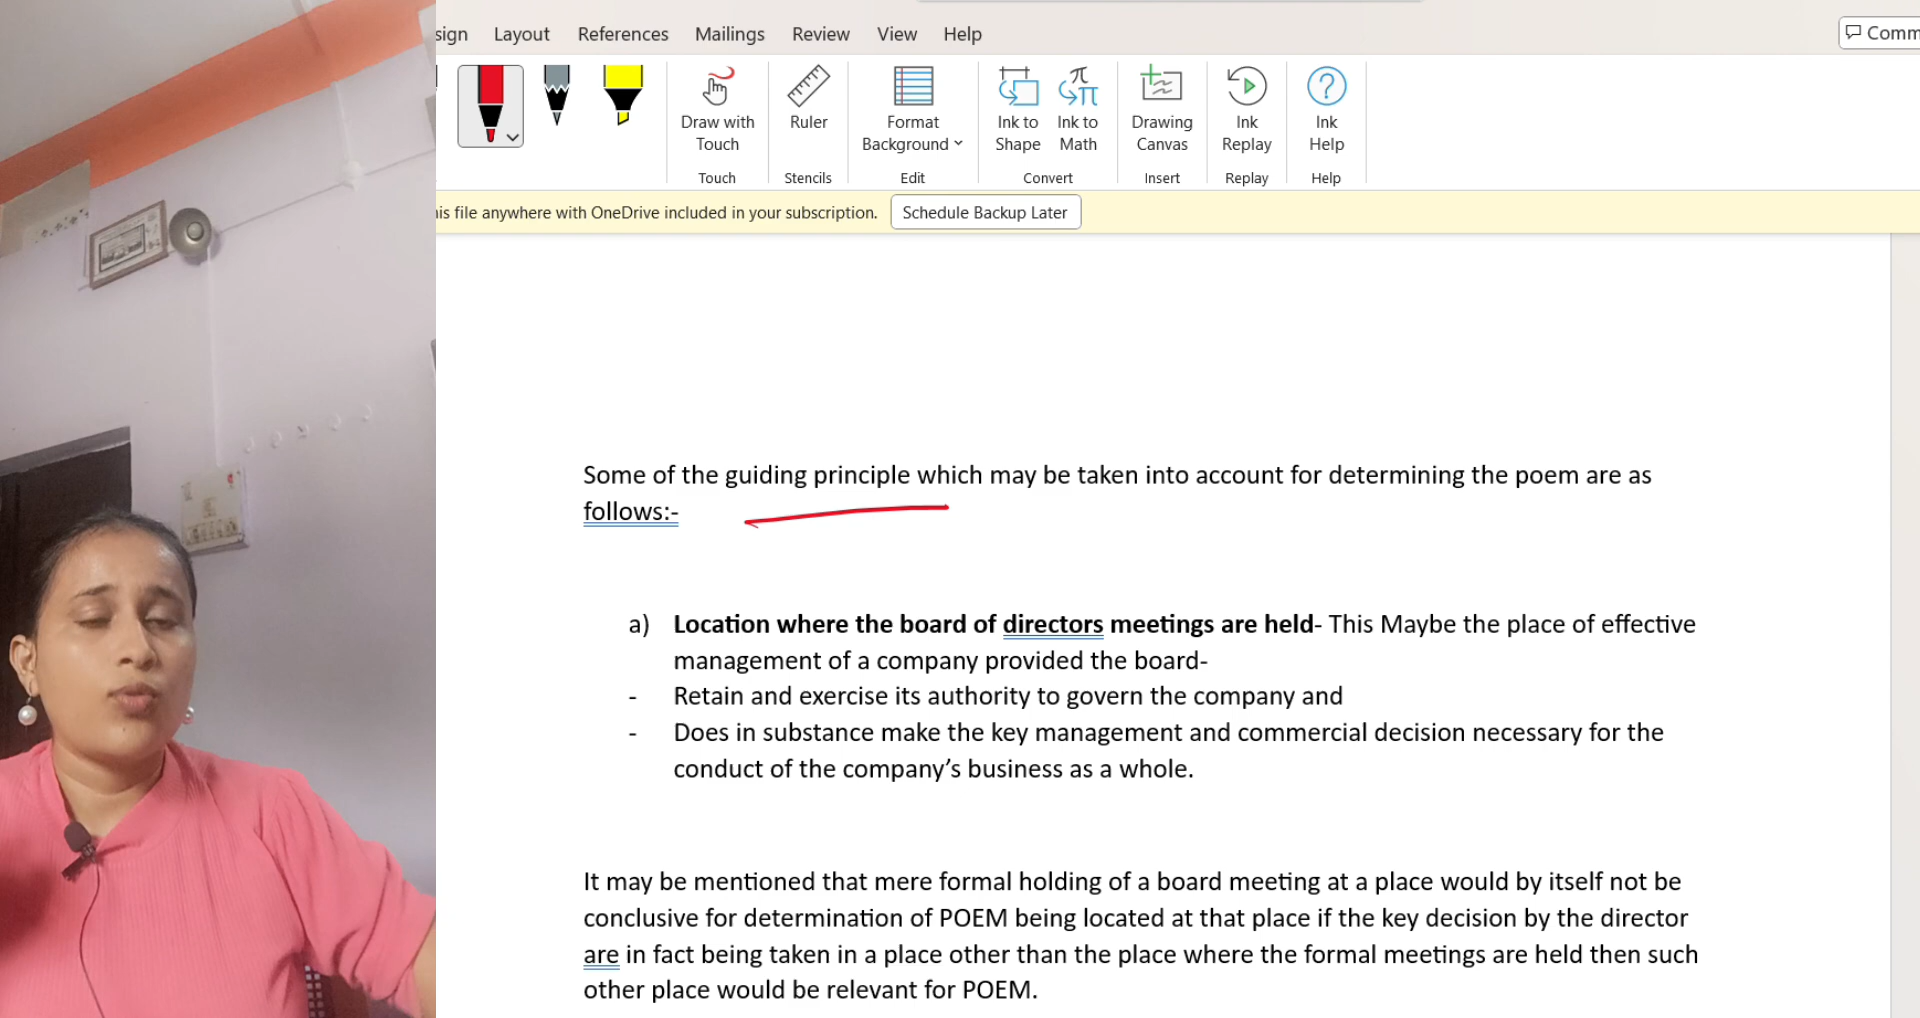 sign Layout References Mailings Review View Help
Comm
Draw with Touch
Ruler
Format Background
Ink to Shape
Ink to Math
Drawing Canvas
Ink Replay
Ink Help
Touch Stencils Edit Convert Insert Replay Help
his file anywhere with OneDrive included in your subscription. Schedule Backup Later
Some of the guiding principle which may be taken into account for determining the poem are as
follows:-
a) Location where the board of directors meetings are held- This Maybe the place of effective
management of a company provided the board-
- Retain and exercise its authority to govern the company and
- Does in substance make the key management and commercial decision necessary for the
conduct of the company’s business as a whole.
It may be mentioned that mere formal holding of a board meeting at a place would by itself not be
conclusive for determination of POEM being located at that place if the key decision by the director
are in fact being taken in a place other than the place where the formal meetings are held then such
other place would be relevant for POEM.